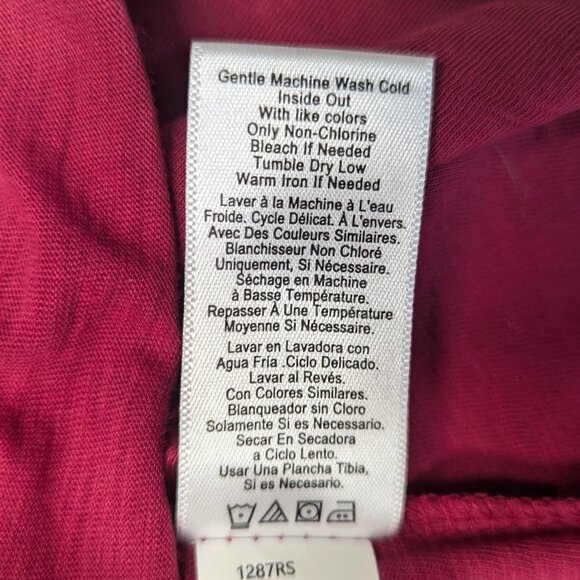 Gentle Machine Wash Cold
Inside Out
With like colors
Only Non-Chlorine
Bleach If Needed
Tumble Dry Low
Warm Iron If Needed
Laver à la Machine à L'eau
Froide. Cycle Délicat. À L'envers.
Avec Des Couleurs Similaires.
Blanchisseur Non Chloré
Uniquement, Si Nécessaire.
Séchage en Machine
à Basse Température.
Repasser À Une Température
Moyenne Si Nécessaire.
Lavar en Lavadora con
Agua Fría .Ciclo Delicado.
Lavar al Revés.
Con Colores Similares.
Blanqueador sin Cloro
Solamente Si es Necesario.
Secar En Secadora
a Ciclo Lento.
Usar Una Plancha Tibia,
Si es Necesario.
1287RS